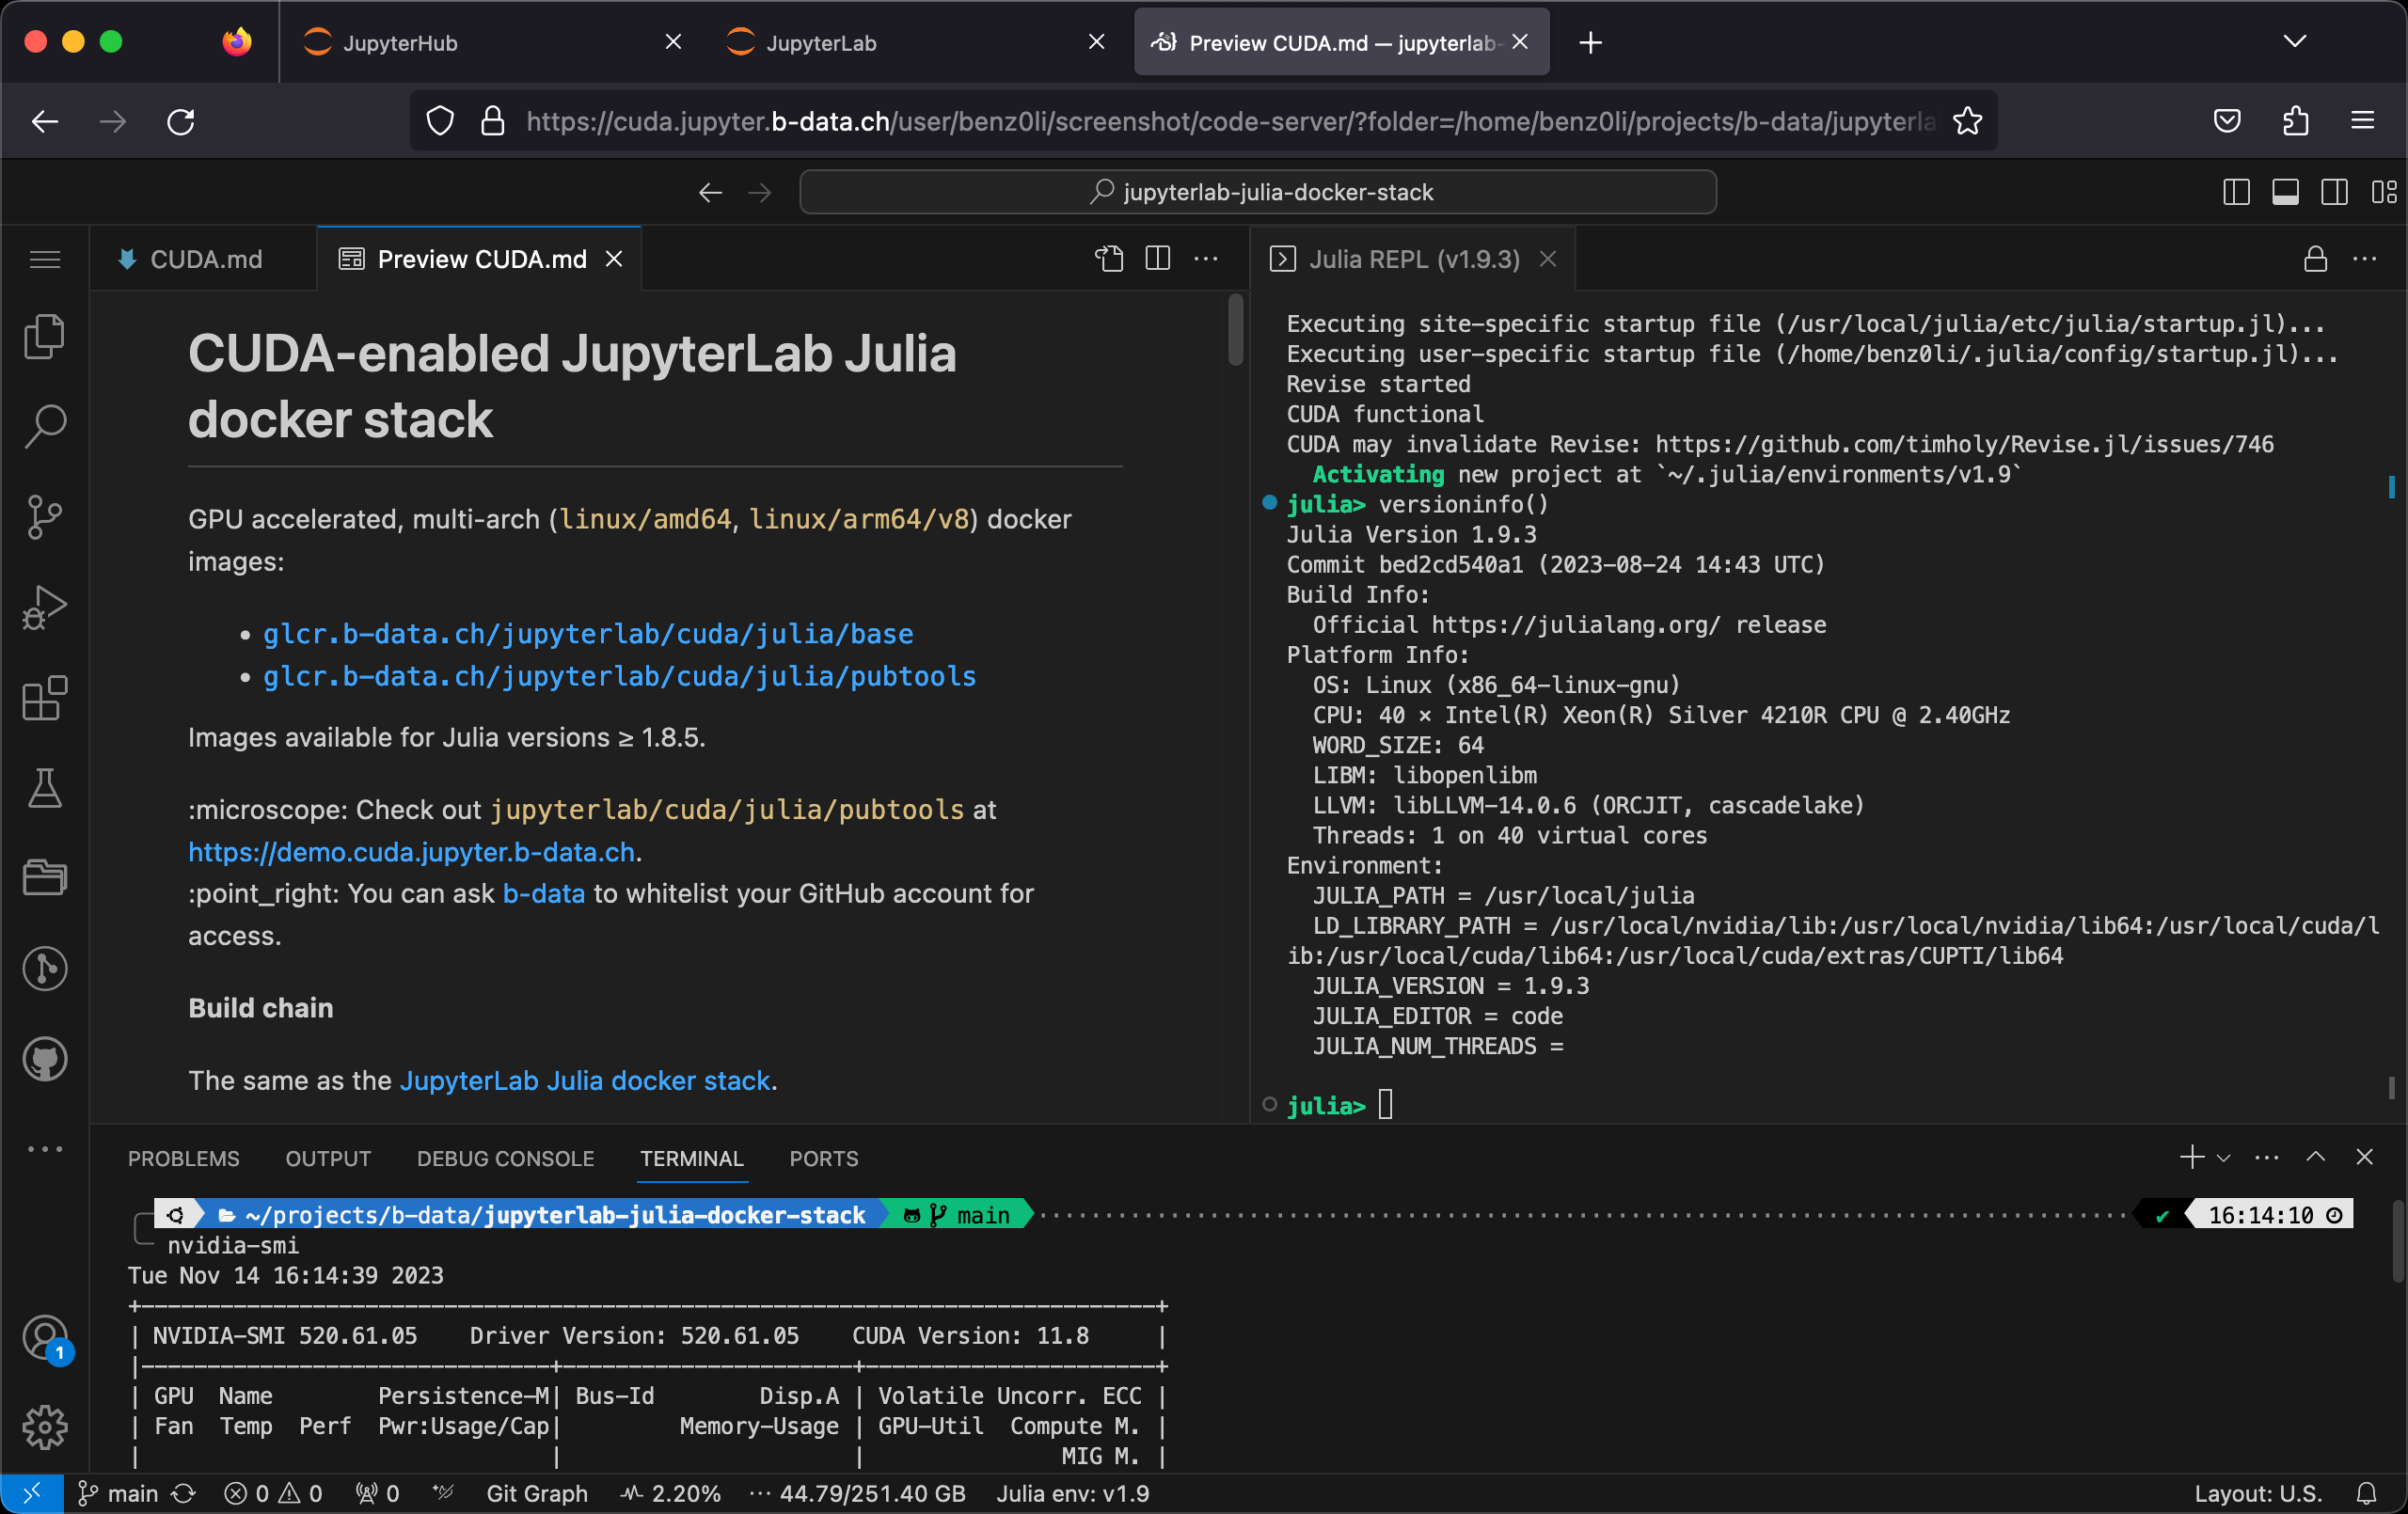 JupyterHub
JupyterLab
Preview CUDA.md — jupyterlab-
https://cuda.jupyter.b-data.ch/user/benz0li/screenshot/code-server/?folder=/home/benz0li/projects/b-data/jupyterla
jupyterlab-julia-docker-stack
CUDA.md
Preview CUDA.md
CUDA-enabled JupyterLab Julia
docker stack
GPU accelerated, multi-arch (linux/amd64, linux/arm64/v8) docker
images:
• glcr.b-data.ch/jupyterlab/cuda/julia/base
• glcr.b-data.ch/jupyterlab/cuda/julia/pubtools
Images available for Julia versions ≥ 1.8.5.
:microscope: Check out jupyterlab/cuda/julia/pubtools at
https://demo.cuda.jupyter.b-data.ch.
:point_right: You can ask b-data to whitelist your GitHub account for
access.
Build chain
The same as the JupyterLab Julia docker stack.
Julia REPL (v1.9.3)
Executing site-specific startup file (/usr/local/julia/etc/julia/startup.jl)...
Executing user-specific startup file (/home/benz0li/.julia/config/startup.jl)...
Revise started
CUDA functional
CUDA may invalidate Revise: https://github.com/timholy/Revise.jl/issues/746
  Activating new project at `~/.julia/environments/v1.9`
julia> versioninfo()
Julia Version 1.9.3
Commit bed2cd540a1 (2023-08-24 14:43 UTC)
Build Info:
  Official https://julialang.org/ release
Platform Info:
  OS: Linux (x86_64-linux-gnu)
  CPU: 40 × Intel(R) Xeon(R) Silver 4210R CPU @ 2.40GHz
  WORD_SIZE: 64
  LIBM: libopenlibm
  LLVM: libLLVM-14.0.6 (ORCJIT, cascadelake)
  Threads: 1 on 40 virtual cores
Environment:
  JULIA_PATH = /usr/local/julia
  LD_LIBRARY_PATH = /usr/local/nvidia/lib:/usr/local/nvidia/lib64:/usr/local/cuda/l
ib:/usr/local/cuda/lib64:/usr/local/cuda/extras/CUPTI/lib64
  JULIA_VERSION = 1.9.3
  JULIA_EDITOR = code
  JULIA_NUM_THREADS =
julia>
PROBLEMS OUTPUT DEBUG CONSOLE TERMINAL PORTS
~/projects/b-data/jupyterlab-julia-docker-stack main ✔ 16:14:10
nvidia-smi
Tue Nov 14 16:14:39 2023
+-----------------------------------------------------------------------------+
| NVIDIA-SMI 520.61.05    Driver Version: 520.61.05    CUDA Version: 11.8     |
|-------------------------------+----------------------+----------------------+
| GPU  Name        Persistence-M| Bus-Id        Disp.A | Volatile Uncorr. ECC |
| Fan  Temp  Perf  Pwr:Usage/Cap|         Memory-Usage | GPU-Util  Compute M. |
|                               |                      |               MIG M. |
1
main 0 0 0 Git Graph 2.20% 44.79/251.40 GB Julia env: v1.9 Layout: U.S.